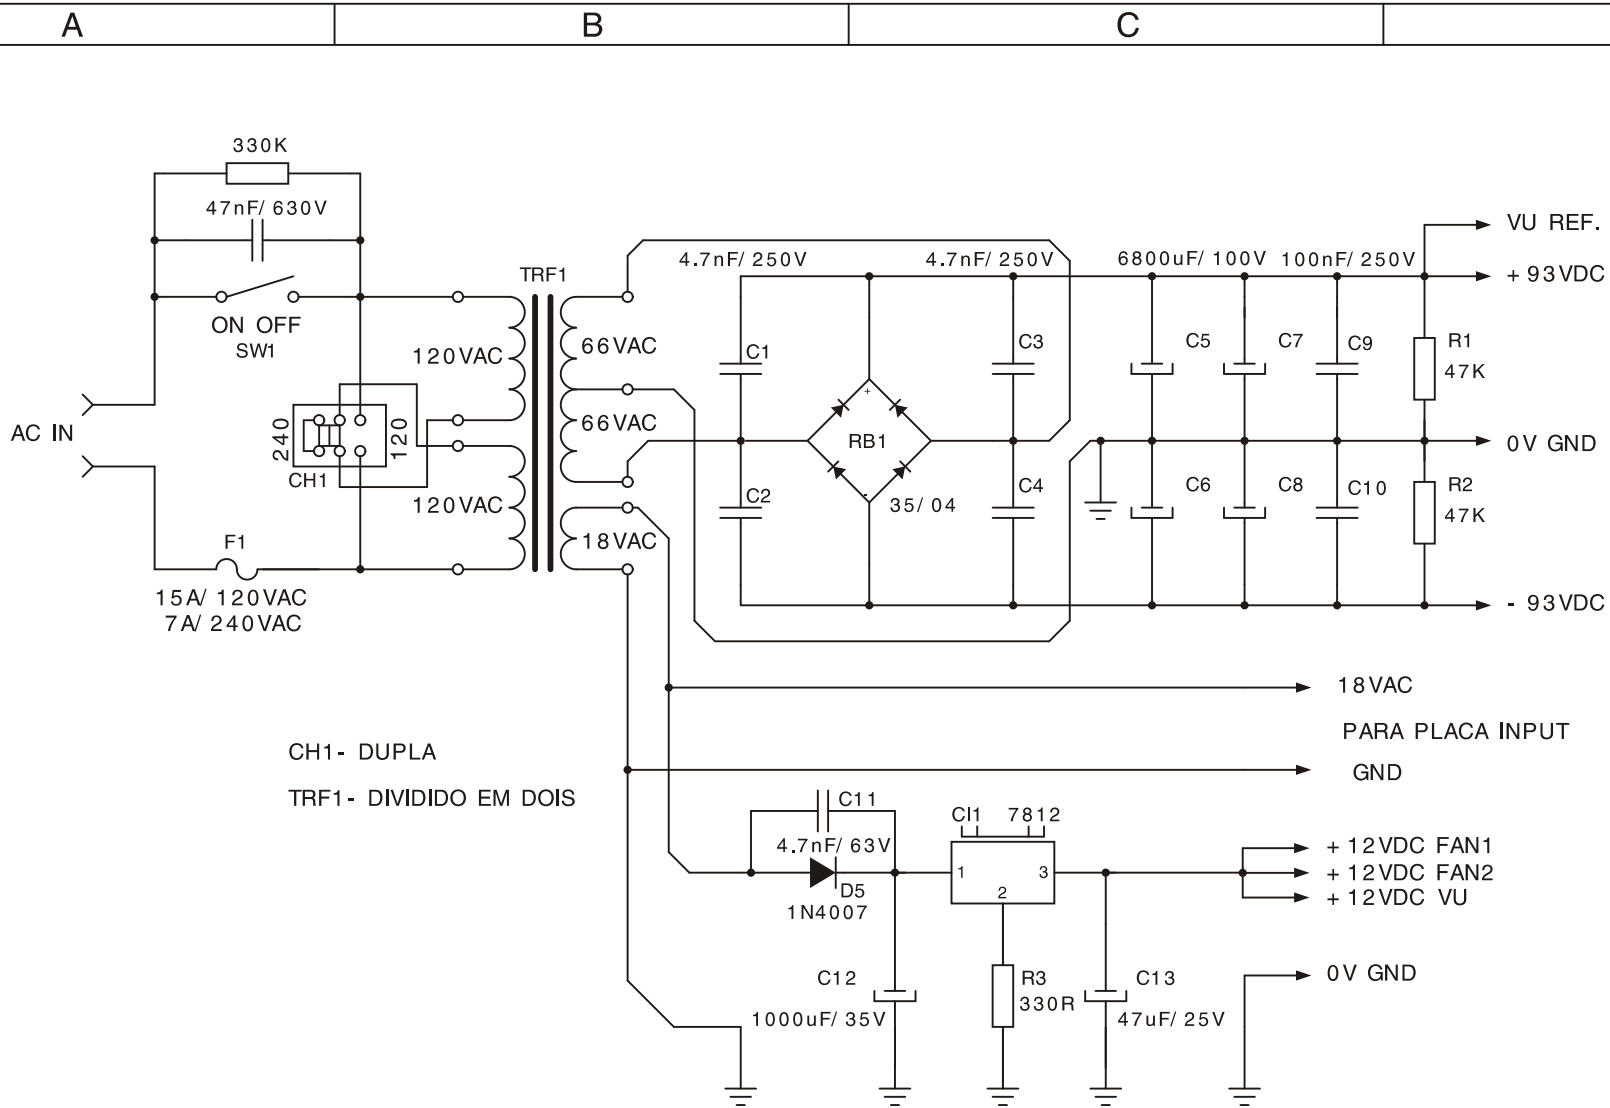 A B C
330K
47nF/ 630V
ON OFF
SW1
AC IN
240
120
CH1
F1
15A/ 120VAC
7A/ 240VAC
TRF1
120VAC
120VAC
66VAC
66VAC
18VAC
4.7nF/ 250V
4.7nF/ 250V
6800uF/ 100V
100nF/ 250V
VU REF.
+ 93VDC
C1
C3
C5
C7
C9
R1
47K
+
RB1
-
35/ 04
0V GND
C2
C4
C6
C8
C10
R2
47K
- 93VDC
18VAC
PARA PLACA INPUT
GND
CH1- DUPLA
TRF1- DIVIDIDO EM DOIS
C11
4.7nF/ 63V
D5
1N4007
CI1 7812
1
3
2
+ 12VDC FAN1
+ 12VDC FAN2
+ 12VDC VU
C12
1000uF/ 35V
R3
330R
C13
47uF/ 25V
0V GND